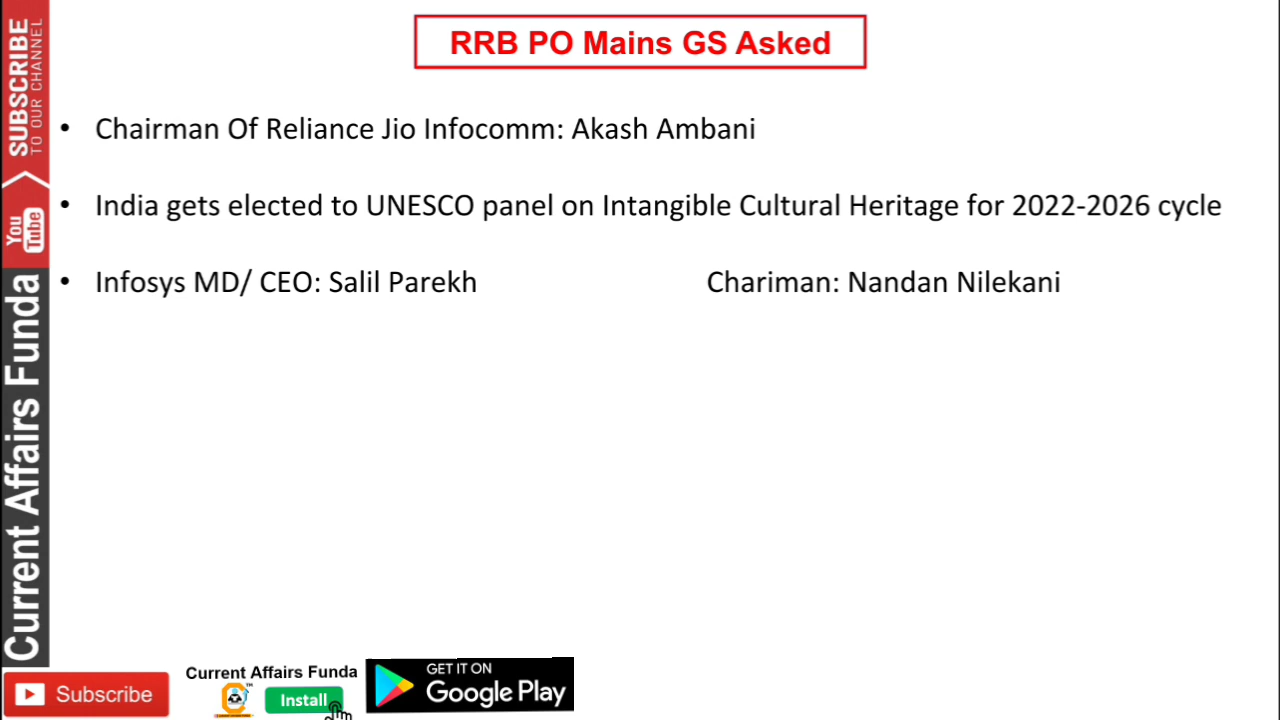 RRB PO Mains GS Asked
• Chairman Of Reliance Jio Infocomm: Akash Ambani
• India gets elected to UNESCO panel on Intangible Cultural Heritage for 2022-2026 cycle
• Infosys MD/ CEO: Salil Parekh Chariman: Nandan Nilekani
SUBSCRIBE
TO OUR CHANNEL
You
Tube
Current Affairs Funda
Subscribe
Current Affairs Funda
Install
GET IT ON
Google Play